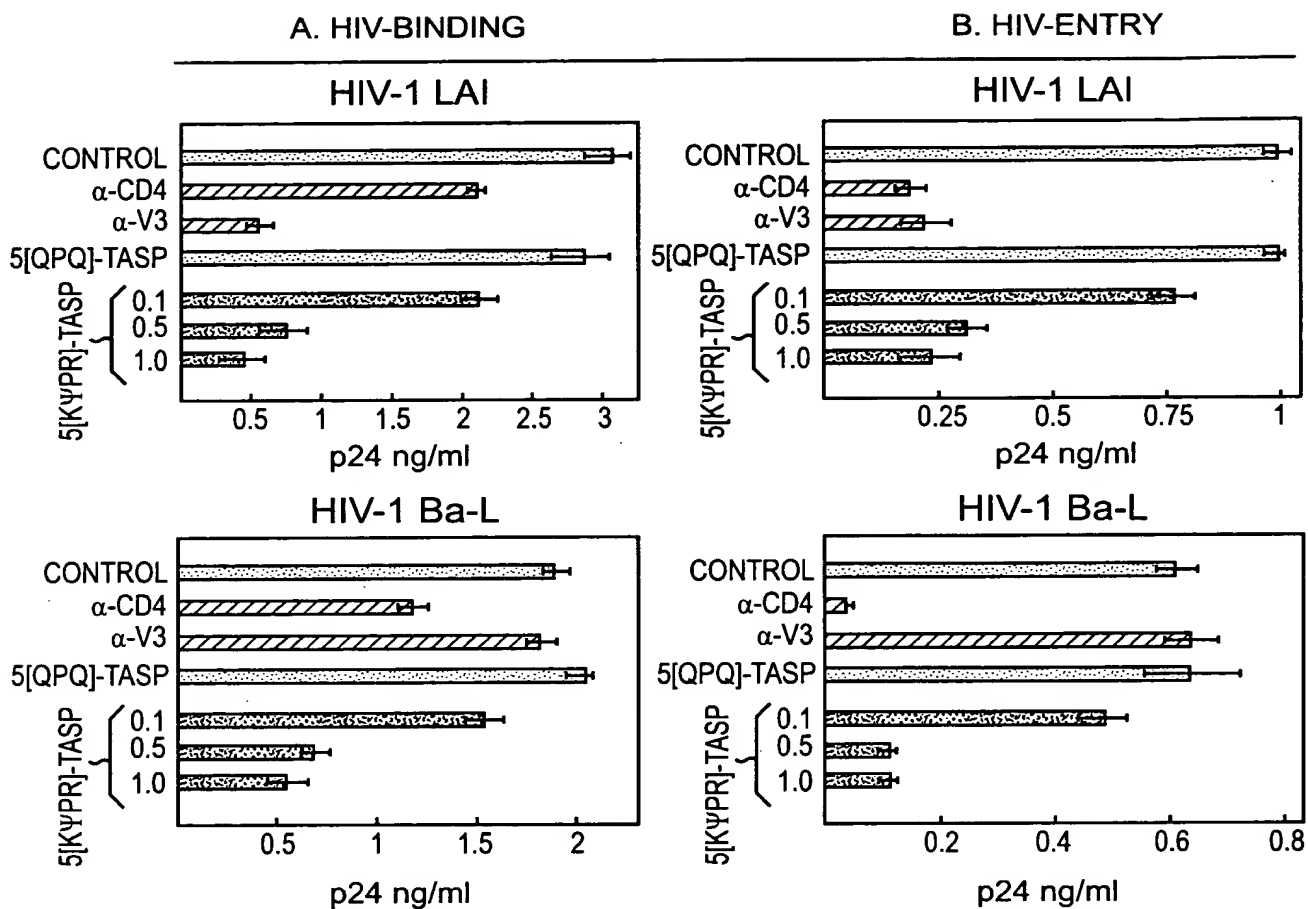 A. HIV-BINDING
HIV-1 LAI
CONTROL
α-CD4
α-V3
5[QPQ]-TASP
5[KΨPR]-TASP
0.1
0.5
1.0
0.5 1 1.5 2 2.5 3
p24 ng/ml
HIV-1 Ba-L
CONTROL
α-CD4
α-V3
5[QPQ]-TASP
5[KΨPR]-TASP
0.1
0.5
1.0
0.5 1 1.5 2
p24 ng/ml
B. HIV-ENTRY
HIV-1 LAI
CONTROL
α-CD4
α-V3
5[QPQ]-TASP
5[KΨPR]-TASP
0.1
0.5
1.0
0.25 0.5 0.75 1
p24 ng/ml
HIV-1 Ba-L
CONTROL
α-CD4
α-V3
5[QPQ]-TASP
5[KΨPR]-TASP
0.1
0.5
1.0
0.2 0.4 0.6 0.8
p24 ng/ml